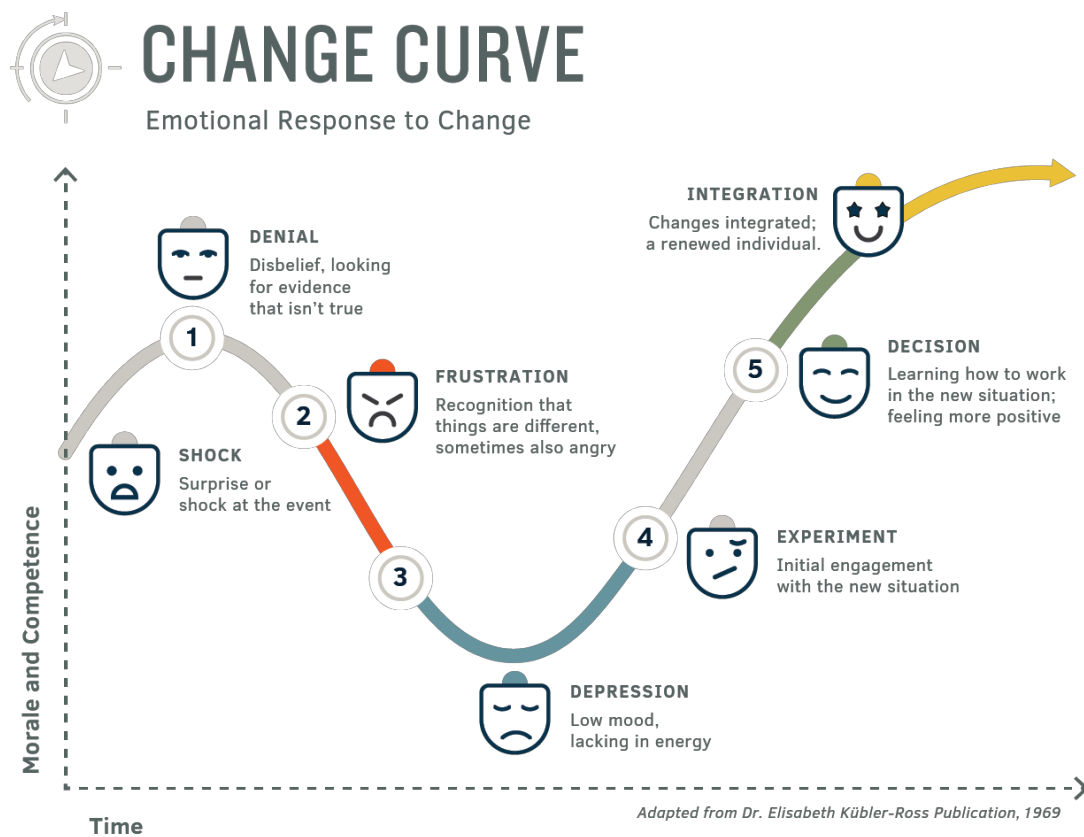 CHANGE CURVE
Emotional Response to Change
DENIAL
Disbelief, looking
for evidence
that isn't true
1
SHOCK
Surprise or
shock at the event
2
FRUSTRATION
Recognition that
things are different,
sometimes also angry
3
DEPRESSION
Low mood,
lacking in energy
4
EXPERIMENT
Initial engagement
with the new situation
5
DECISION
Learning how to work
in the new situation;
feeling more positive
INTEGRATION
Changes integrated;
a renewed individual.
Morale and Competence
Time
Adapted from Dr. Elisabeth Kübler-Ross Publication, 1969